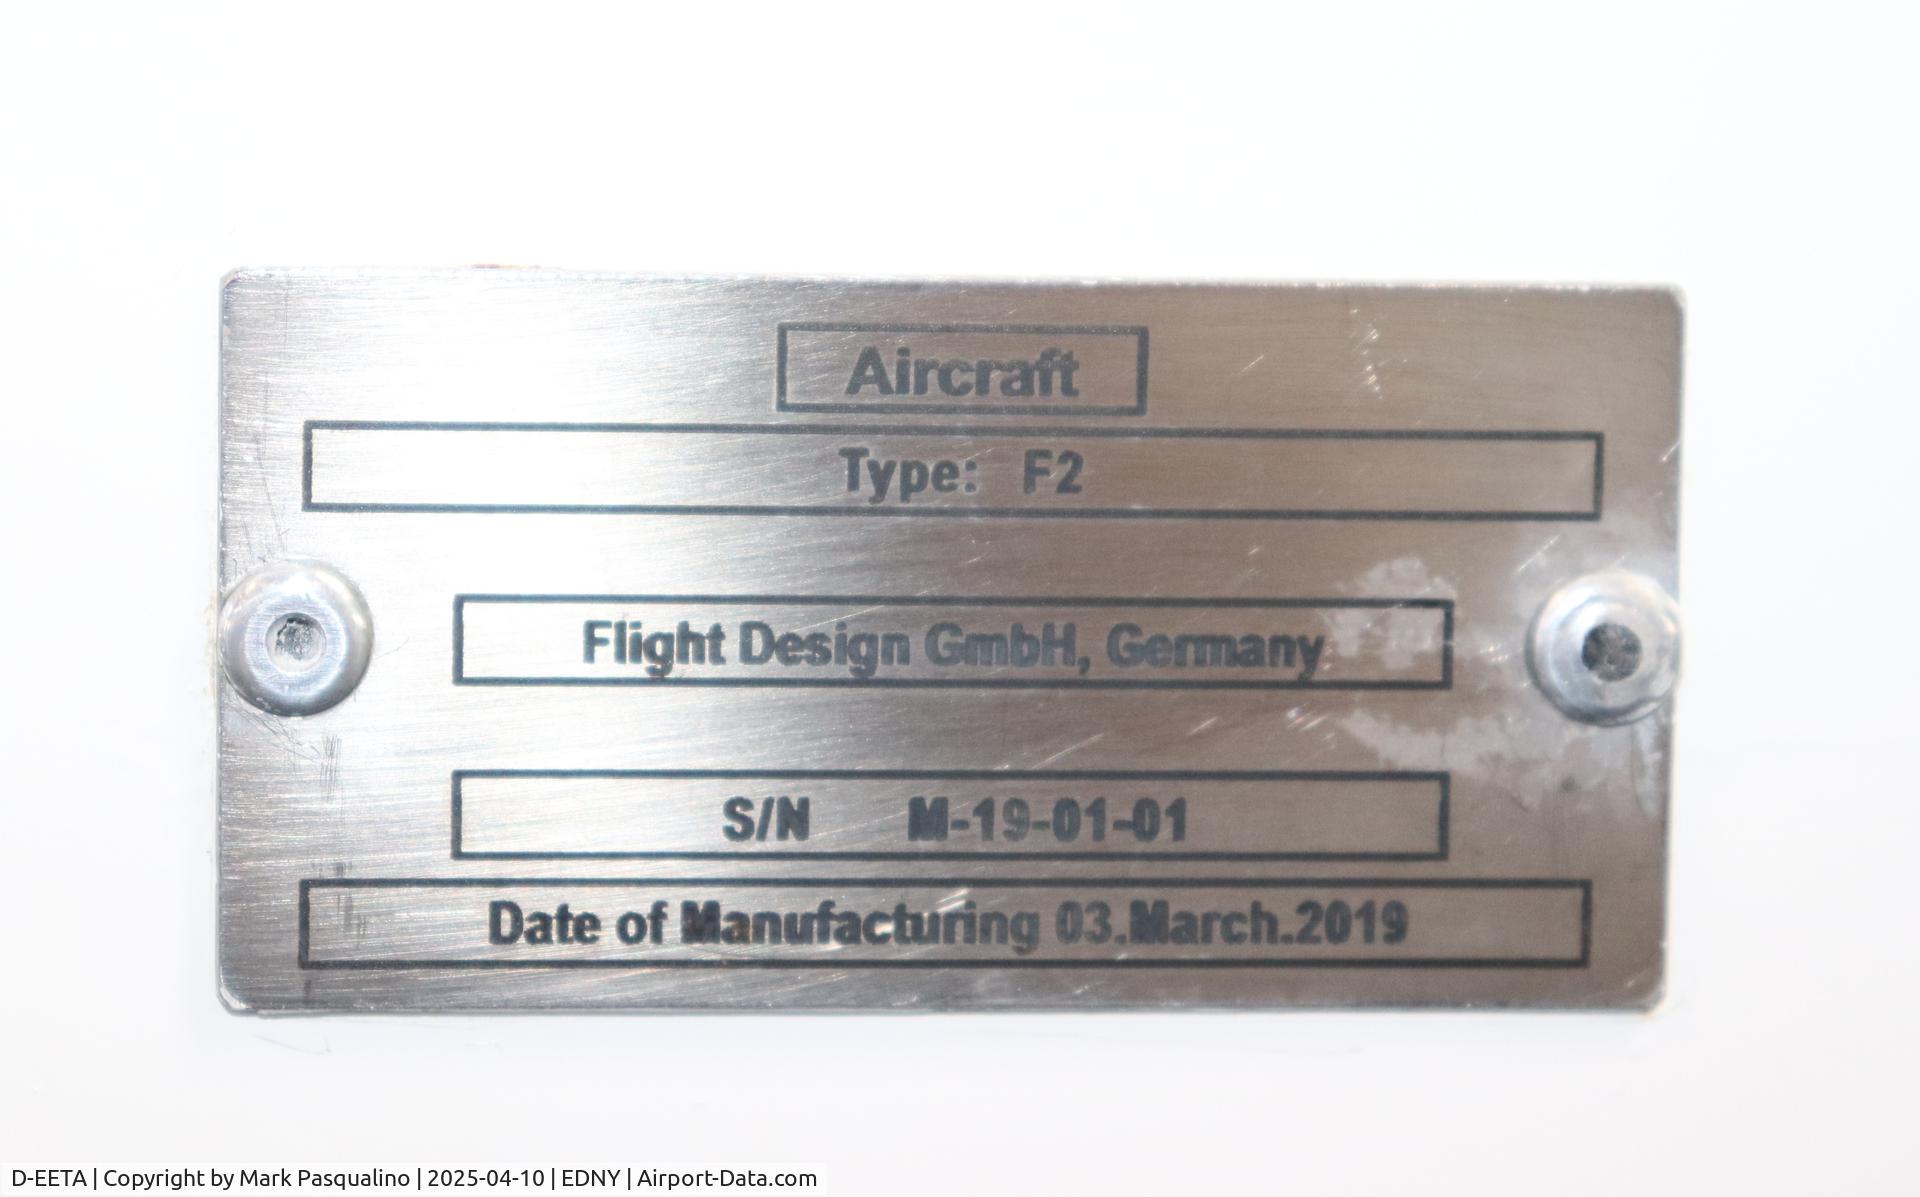 Aircraft
Type: F2
Flight Design GmbH, Germany
S/N M-19-01-01
Date of Manufacturing 03.March.2019
D-EETA | Copyright by Mark Pasqualino | 2025-04-10 | EDNY | Airport-Data.com